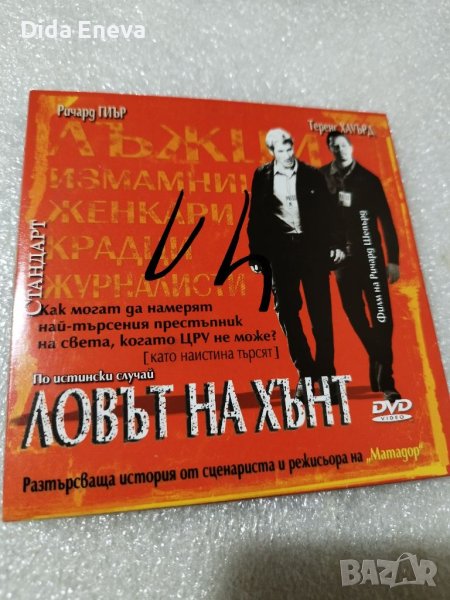 Dida Eneva
Ричард ГИЪР
Теренс ХАУЪРД
ЛЪЖЦИ
ИЗМАМНИЦИ
ЖЕНКАРИ
КРАДЦИ
ЖУРНАЛИСТИ
СТАНДАРТ
Филм на Ричард Шепърд
Как могат да намерят
най-търсения престъпник
на света, когато ЦРУ не може?
[като наистина търсят]
По истински случай
ЛОВЪТ НА ХЪНТ
DVD
VIDEO
Разтърсваща история от сценариста и режисьора на „Матадор“
BAZAR